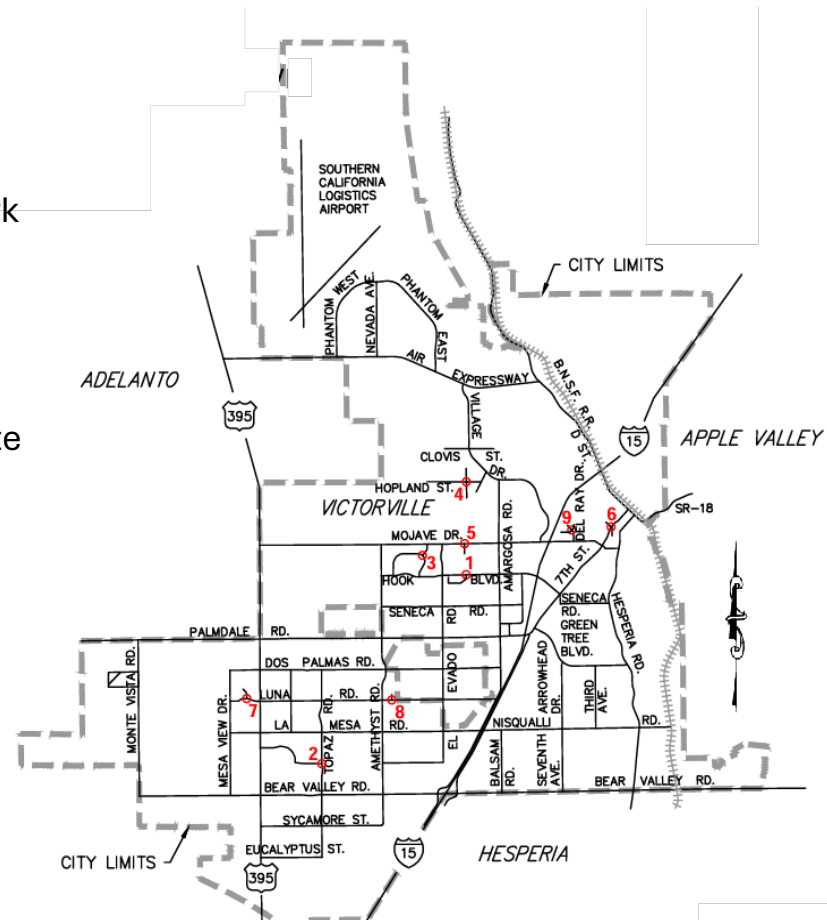 SOUTHERN
CALIFORNIA
LOGISTICS
AIRPORT
rk
CITY LIMITS
PHANTOM WEST
NEVADA AVE.
PHANTOM
EAST
AIR
EXPRESSWAY
B.N.S.F. R.R.
ADELANTO
395
VILLAGE
DR.
D ST.
15
APPLE VALLEY
te
CLOVIS ST.
HOPLAND ST.
4
VICTORVILLE
AMARGOSA RD.
DEL RAY DR.
9
6
SR-18
MOJAVE DR.
5
3
1
HOOK BLVD.
7TH ST.
SENECA RD.
SENECA
RD.
GREEN
TREE
BLVD.
HESPERIA RD.
PALMDALE RD.
MONTE VISTA RD.
DOS PALMAS RD.
EL EVADO RD.
ARROWHEAD
DR.
THIRD
AVE.
LUNA RD.
7
8
MESA VIEW DR.
LA MESA RD.
NISQUALLI RD.
AMETHYST RD.
TOPAZ RD.
2
BALSAM
RD.
SEVENTH
AVE.
BEAR VALLEY RD.
BEAR VALLEY RD.
SYCAMORE ST.
EUCALYPTUS ST.
CITY LIMITS
15
HESPERIA
395